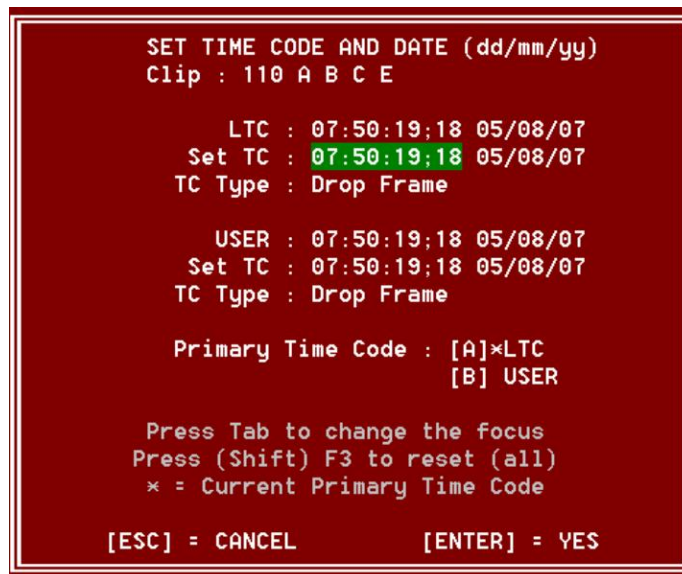 SET TIME CODE AND DATE (dd/mm/yy)
Clip : 110 A B C E
LTC : 07:50:19;18 05/08/07
Set TC : 07:50:19;18 05/08/07
TC Type : Drop Frame
USER : 07:50:19;18 05/08/07
Set TC : 07:50:19;18 05/08/07
TC Type : Drop Frame
Primary Time Code : [A]*LTC
[B] USER
Press Tab to change the focus
Press (Shift) F3 to reset (all)
* = Current Primary Time Code
[ESC] = CANCEL [ENTER] = YES